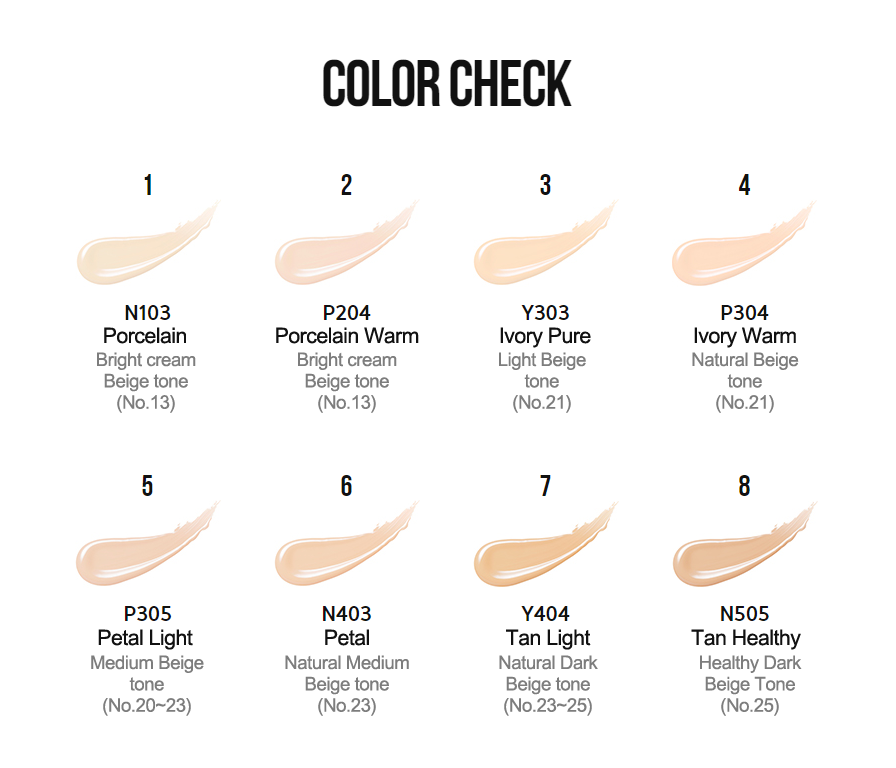 COLOR CHECK
1
2
3
4
N103
Porcelain
Bright cream
Beige tone
(No.13)
P204
Porcelain Warm
Bright cream
Beige tone
(No.13)
Y303
Ivory Pure
Light Beige
tone
(No.21)
P304
Ivory Warm
Natural Beige
tone
(No.21)
5
6
7
8
P305
Petal Light
Medium Beige
tone
(No.20~23)
N403
Petal
Natural Medium
Beige tone
(No.23)
Y404
Tan Light
Natural Dark
Beige tone
(No.23~25)
N505
Tan Healthy
Healthy Dark
Beige Tone
(No.25)